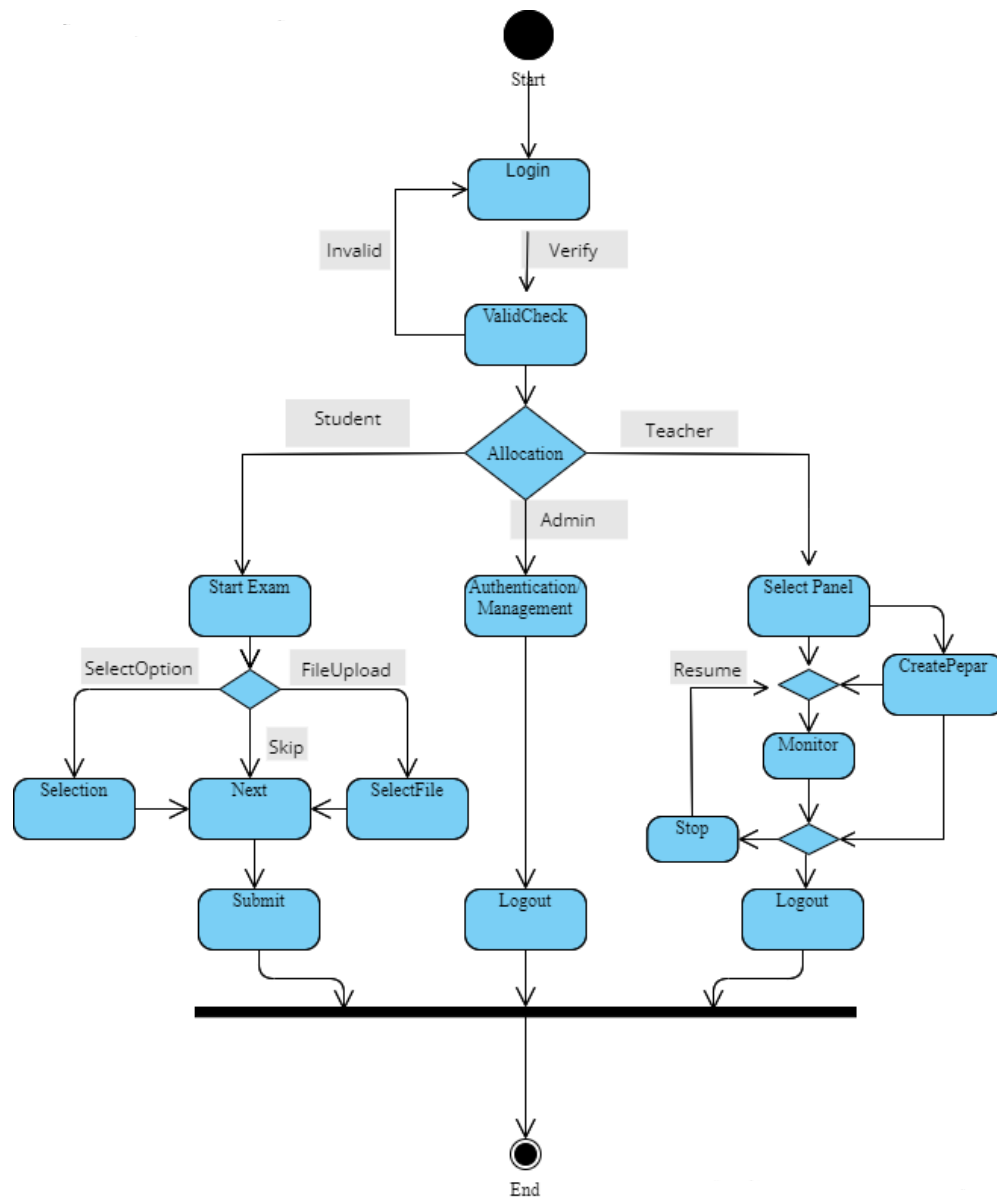 Start
Login
Invalid
Verify
ValidCheck
Student
Teacher
Allocation
Admin
Start Exam
Authentication/
Management
Select Panel
SelectOption
FileUpload
Resume
CreatePepar
Skip
Monitor
Selection
Next
SelectFile
Stop
Submit
Logout
Logout
End